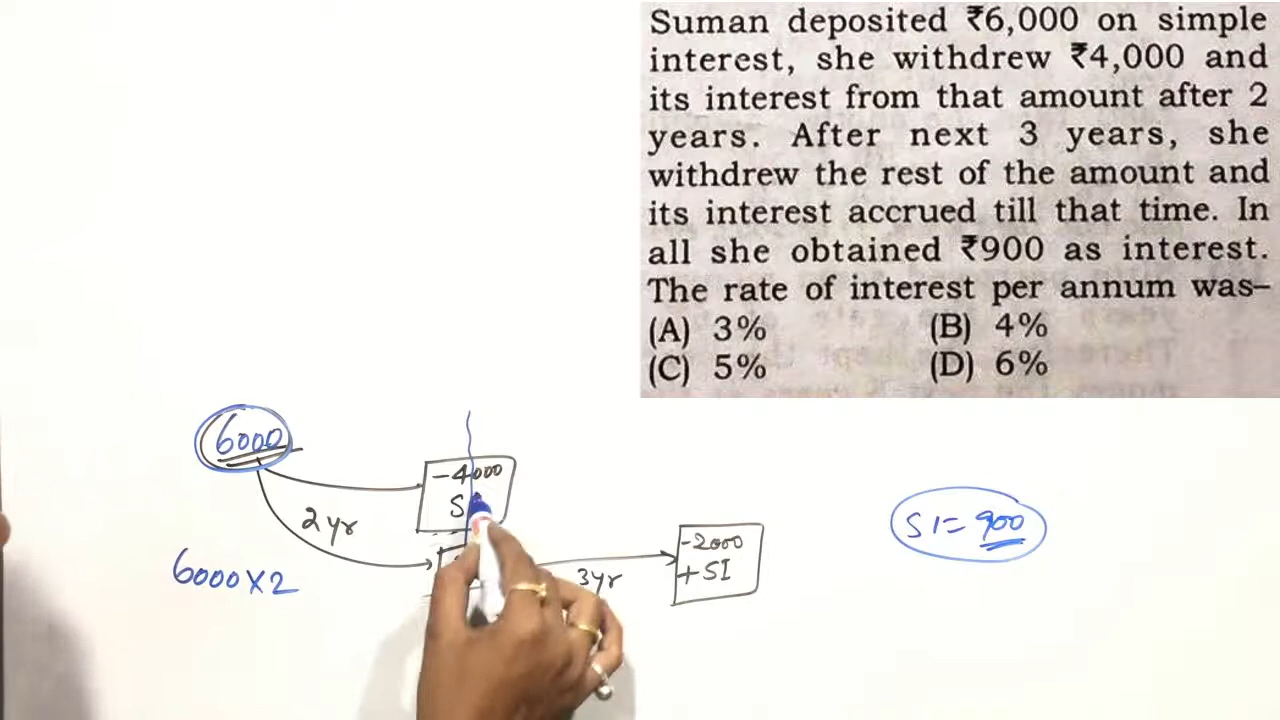 Suman deposited ₹6,000 on simple
interest, she withdrew ₹4,000 and
its interest from that amount after 2
years. After next 3 years, she
withdrew the rest of the amount and
its interest accrued till that time. In
all she obtained ₹900 as interest.
The rate of interest per annum was–
(A) 3% (B) 4%
(C) 5% (D) 6%
6000
-4000
S
2yr
SI=900
-2000
+SI
3yr
6000×2